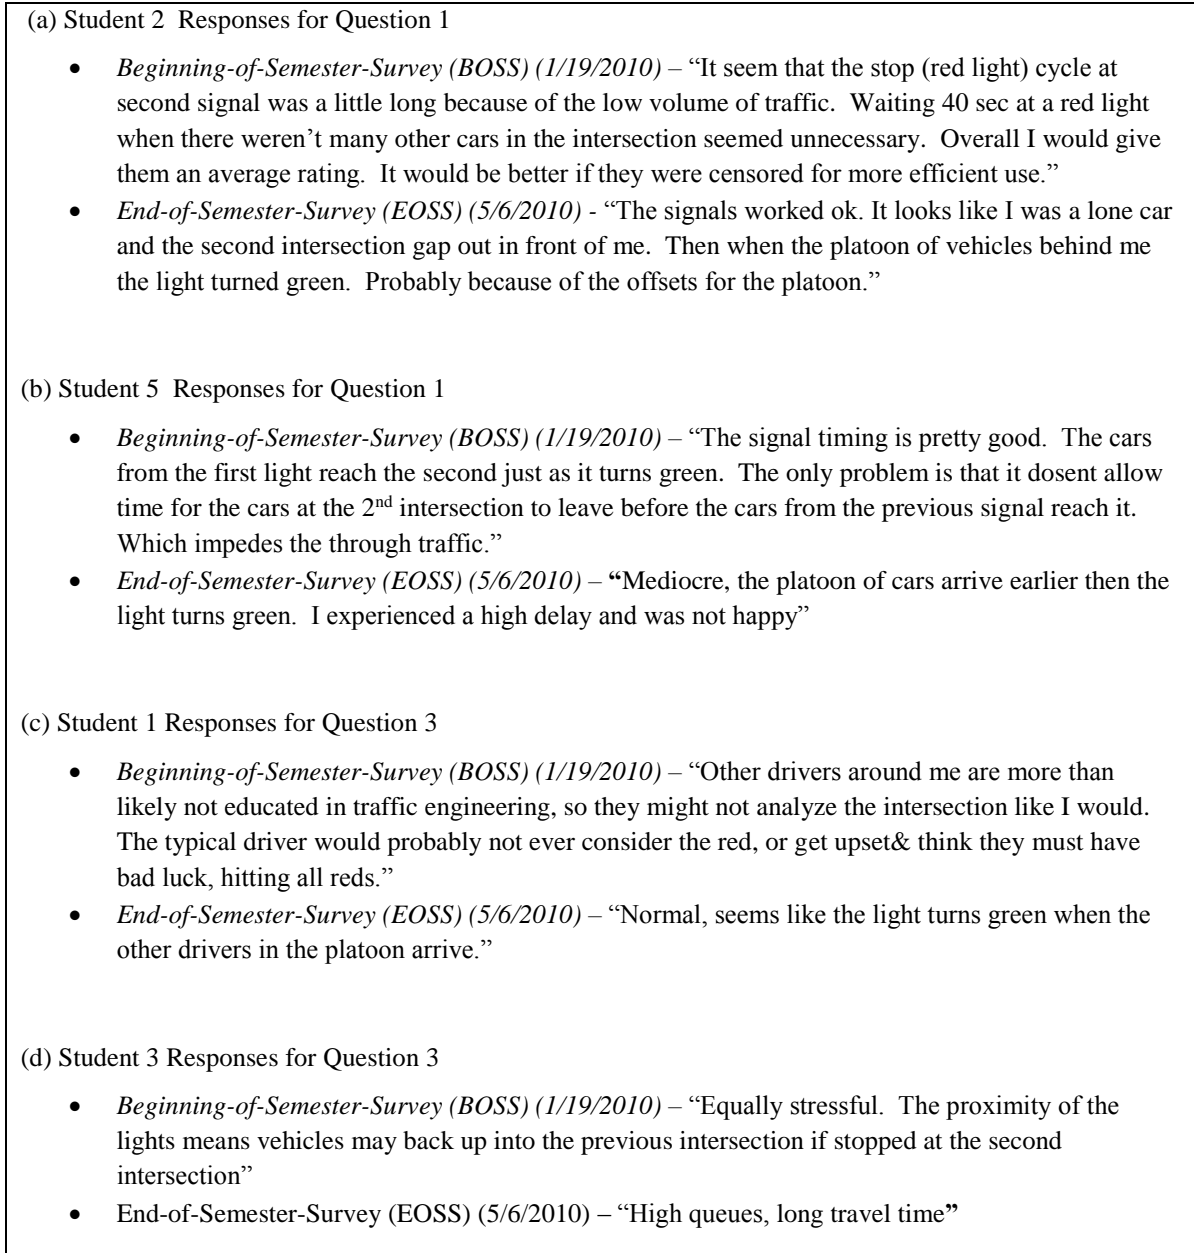 (a) Student 2 Responses for Question 1
• Beginning-of-Semester-Survey (BOSS) (1/19/2010) – “It seem that the stop (red light) cycle at
second signal was a little long because of the low volume of traffic. Waiting 40 sec at a red light
when there weren’t many other cars in the intersection seemed unnecessary. Overall I would give
them an average rating. It would be better if they were censored for more efficient use.”
• End-of-Semester-Survey (EOSS) (5/6/2010) - “The signals worked ok. It looks like I was a lone car
and the second intersection gap out in front of me. Then when the platoon of vehicles behind me
the light turned green. Probably because of the offsets for the platoon.”
(b) Student 5 Responses for Question 1
• Beginning-of-Semester-Survey (BOSS) (1/19/2010) – “The signal timing is pretty good. The cars
from the first light reach the second just as it turns green. The only problem is that it dosent allow
time for the cars at the 2nd intersection to leave before the cars from the previous signal reach it.
Which impedes the through traffic.”
• End-of-Semester-Survey (EOSS) (5/6/2010) – “Mediocre, the platoon of cars arrive earlier then the
light turns green. I experienced a high delay and was not happy”
(c) Student 1 Responses for Question 3
• Beginning-of-Semester-Survey (BOSS) (1/19/2010) – “Other drivers around me are more than
likely not educated in traffic engineering, so they might not analyze the intersection like I would.
The typical driver would probably not ever consider the red, or get upset& think they must have
bad luck, hitting all reds.”
• End-of-Semester-Survey (EOSS) (5/6/2010) – “Normal, seems like the light turns green when the
other drivers in the platoon arrive.”
(d) Student 3 Responses for Question 3
• Beginning-of-Semester-Survey (BOSS) (1/19/2010) – “Equally stressful. The proximity of the
lights means vehicles may back up into the previous intersection if stopped at the second
intersection”
• End-of-Semester-Survey (EOSS) (5/6/2010) – “High queues, long travel time”